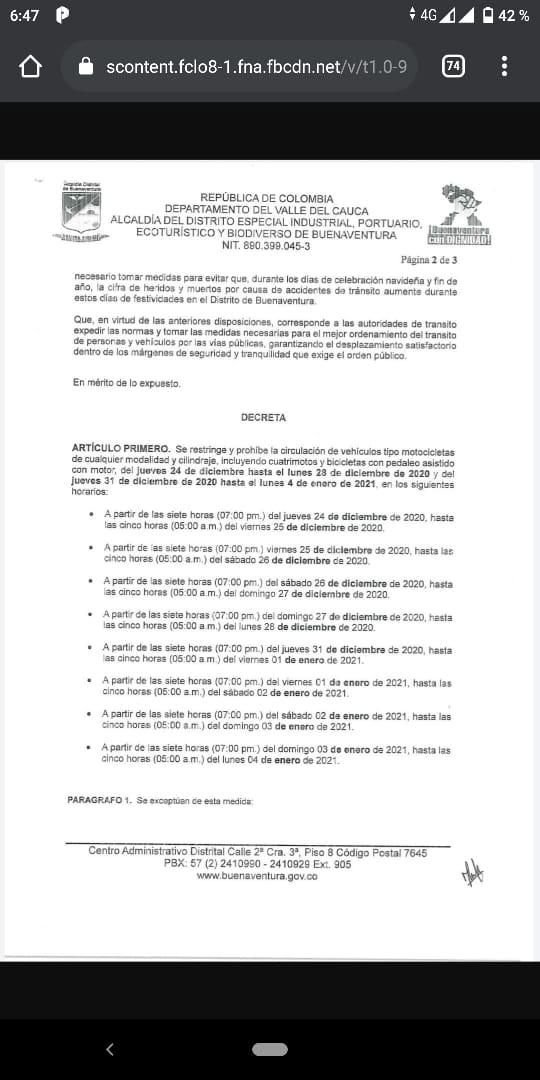 6:47
4G
42 %
scontent.fclo8-1.fna.fbcdn.net/v/t1.0-9
74
REPÚBLICA DE COLOMBIA
DEPARTAMENTO DEL VALLE DEL CAUCA
ALCALDÍA DEL DISTRITO ESPECIAL INDUSTRIAL, PORTUARIO,
ECOTURÍSTICO Y BIODIVERSO DE BUENAVENTURA
NIT. 890.399.045-3
Alcaldía Distrital
de Buenaventura
Buenaventura
CON DIGNIDAD
Página 2 de 3
necesario tomar medidas para evitar que, durante los días de celebración navideña y fin de
año, la cifra de heridos y muertos por causa de accidentes de tránsito aumente durante
estos días de festividades en el Distrito de Buenaventura.
Que, en virtud de las anteriores disposiciones, corresponde a las autoridades de transito
expedir las normas y tomar las medidas necesarias para el mejor ordenamiento del transito
de personas y vehículos por las vías públicas, garantizando el desplazamiento satisfactorio
dentro de los márgenes de seguridad y tranquilidad que exige el orden público.
En mérito de lo expuesto.
DECRETA
ARTÍCULO PRIMERO. Se restringe y prohíbe la circulación de vehículos tipo motocicletas
de cualquier modalidad y cilindraje, incluyendo cuatrimotos y bicicletas con pedaleo asistido
con motor, del jueves 24 de diciembre hasta el lunes 28 de diciembre de 2020 y del
jueves 31 de diciembre de 2020 hasta el lunes 4 de enero de 2021, en los siguientes
horarios:
• A partir de las siete horas (07:00 pm.) del jueves 24 de diciembre de 2020, hasta
las cinco horas (05:00 a.m.) del viernes 25 de diciembre de 2020.
• A partir de las siete horas (07:00 pm.) viernes 25 de diciembre de 2020, hasta las
cinco horas (05:00 a.m.) del sábado 26 de diciembre de 2020.
• A partir de las siete horas (07:00 pm.) del sábado 26 de diciembre de 2020, hasta
las cinco horas (05:00 a.m.) del domingo 27 de diciembre de 2020.
• A partir de las siete horas (07:00 pm.) del domingo 27 de diciembre de 2020, hasta
las cinco horas (05:00 a.m.) del lunes 28 de diciembre de 2020.
• A partir de las siete horas (07:00 pm.) del jueves 31 de diciembre de 2020, hasta
las cinco horas (05:00 a.m.) del viernes 01 de enero de 2021.
• A partir de las siete horas (07:00 pm.) del viernes 01 de enero de 2021, hasta las
cinco horas (05:00 a.m.) del sábado 02 de enero de 2021.
• A partir de las siete horas (07:00 pm.) del sábado 02 de enero de 2021, hasta las
cinco horas (05:00 a.m.) del domingo 03 de enero de 2021.
• A partir de las siete horas (07:00 pm.) del domingo 03 de enero de 2021, hasta las
cinco horas (05:00 a.m.) del lunes 04 de enero de 2021.
PARAGRAFO 1. Se exceptúan de esta medida:
Centro Administrativo Distrital Calle 2ª Cra. 3ª, Piso 8 Código Postal 7645
PBX: 57 (2) 2410990 - 2410929 Ext. 905
www.buenaventura.gov.co